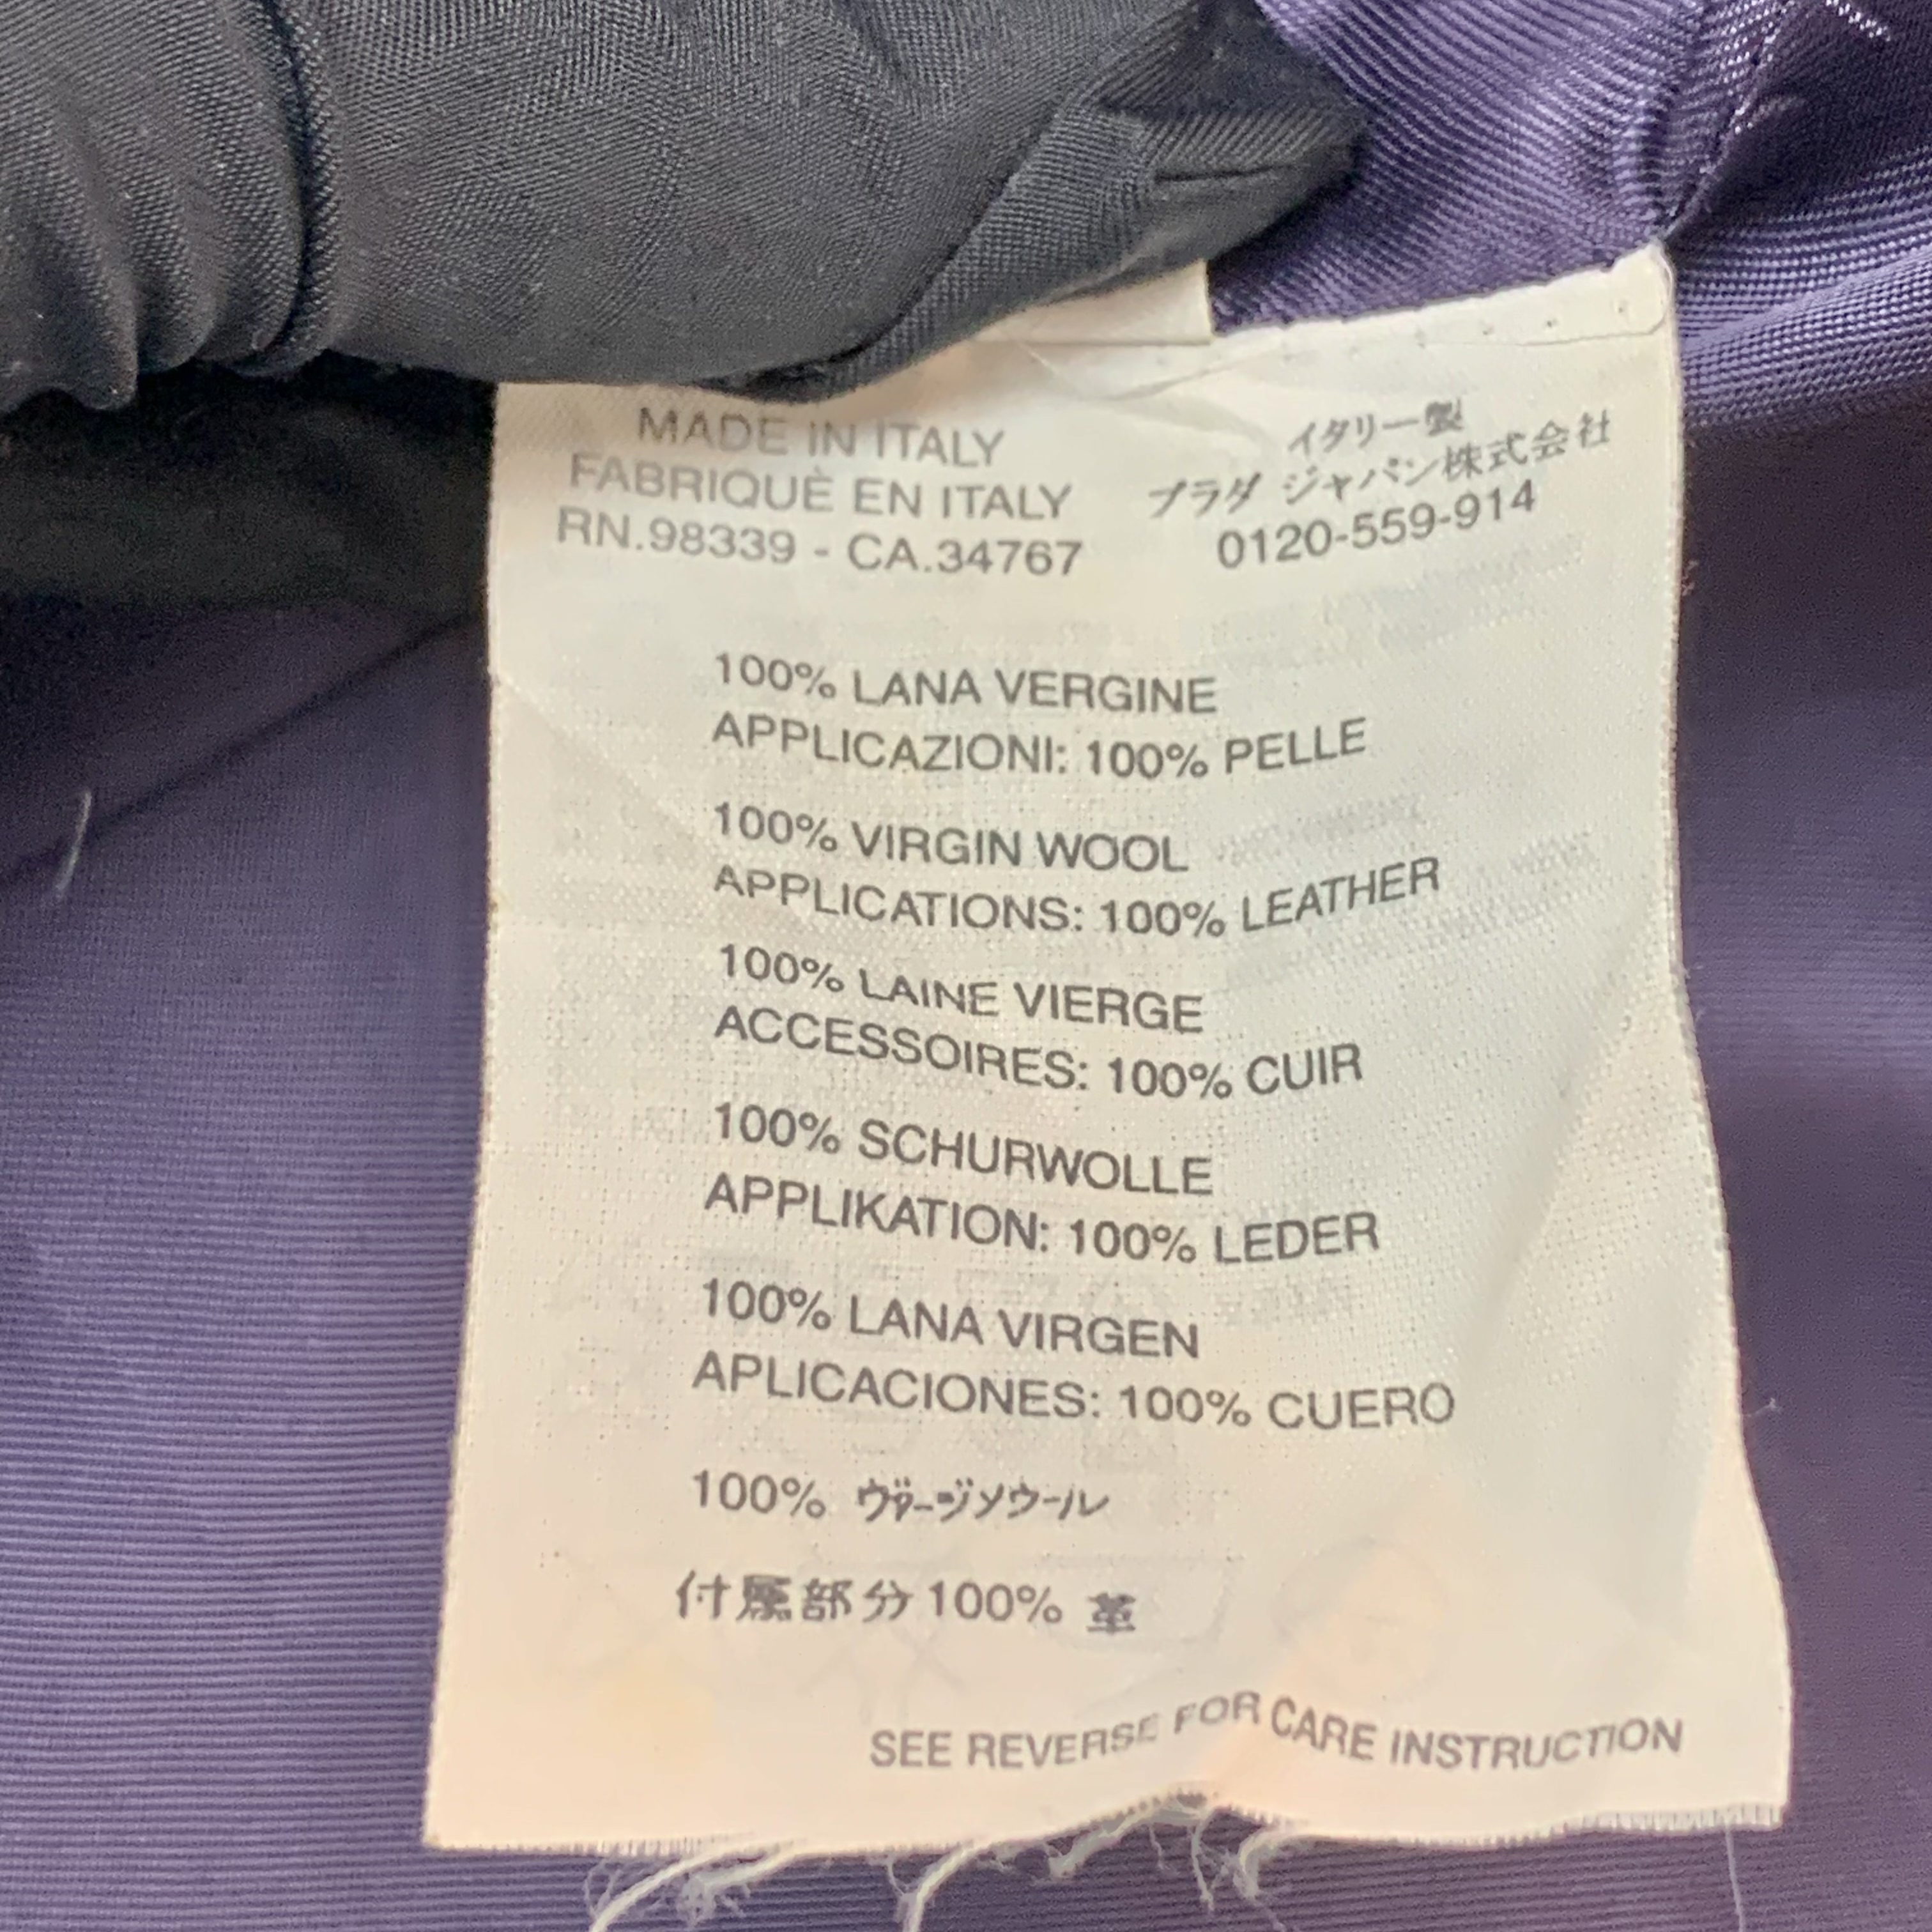 MADE IN ITALY
FABRIQUÈ EN ITALY
RN.98339 - CA.34767
イタリー製
プラダ ジャパン株式会社
0120-559-914
100% LANA VERGINE
APPLICAZIONI: 100% PELLE
100% VIRGIN WOOL
APPLICATIONS: 100% LEATHER
100% LAINE VIERGE
ACCESSOIRES: 100% CUIR
100% SCHURWOLLE
APPLIKATION: 100% LEDER
100% LANA VIRGEN
APLICACIONES: 100% CUERO
100% ヴァージンウール
付属部分 100% 革
SEE REVERSE FOR CARE INSTRUCTION